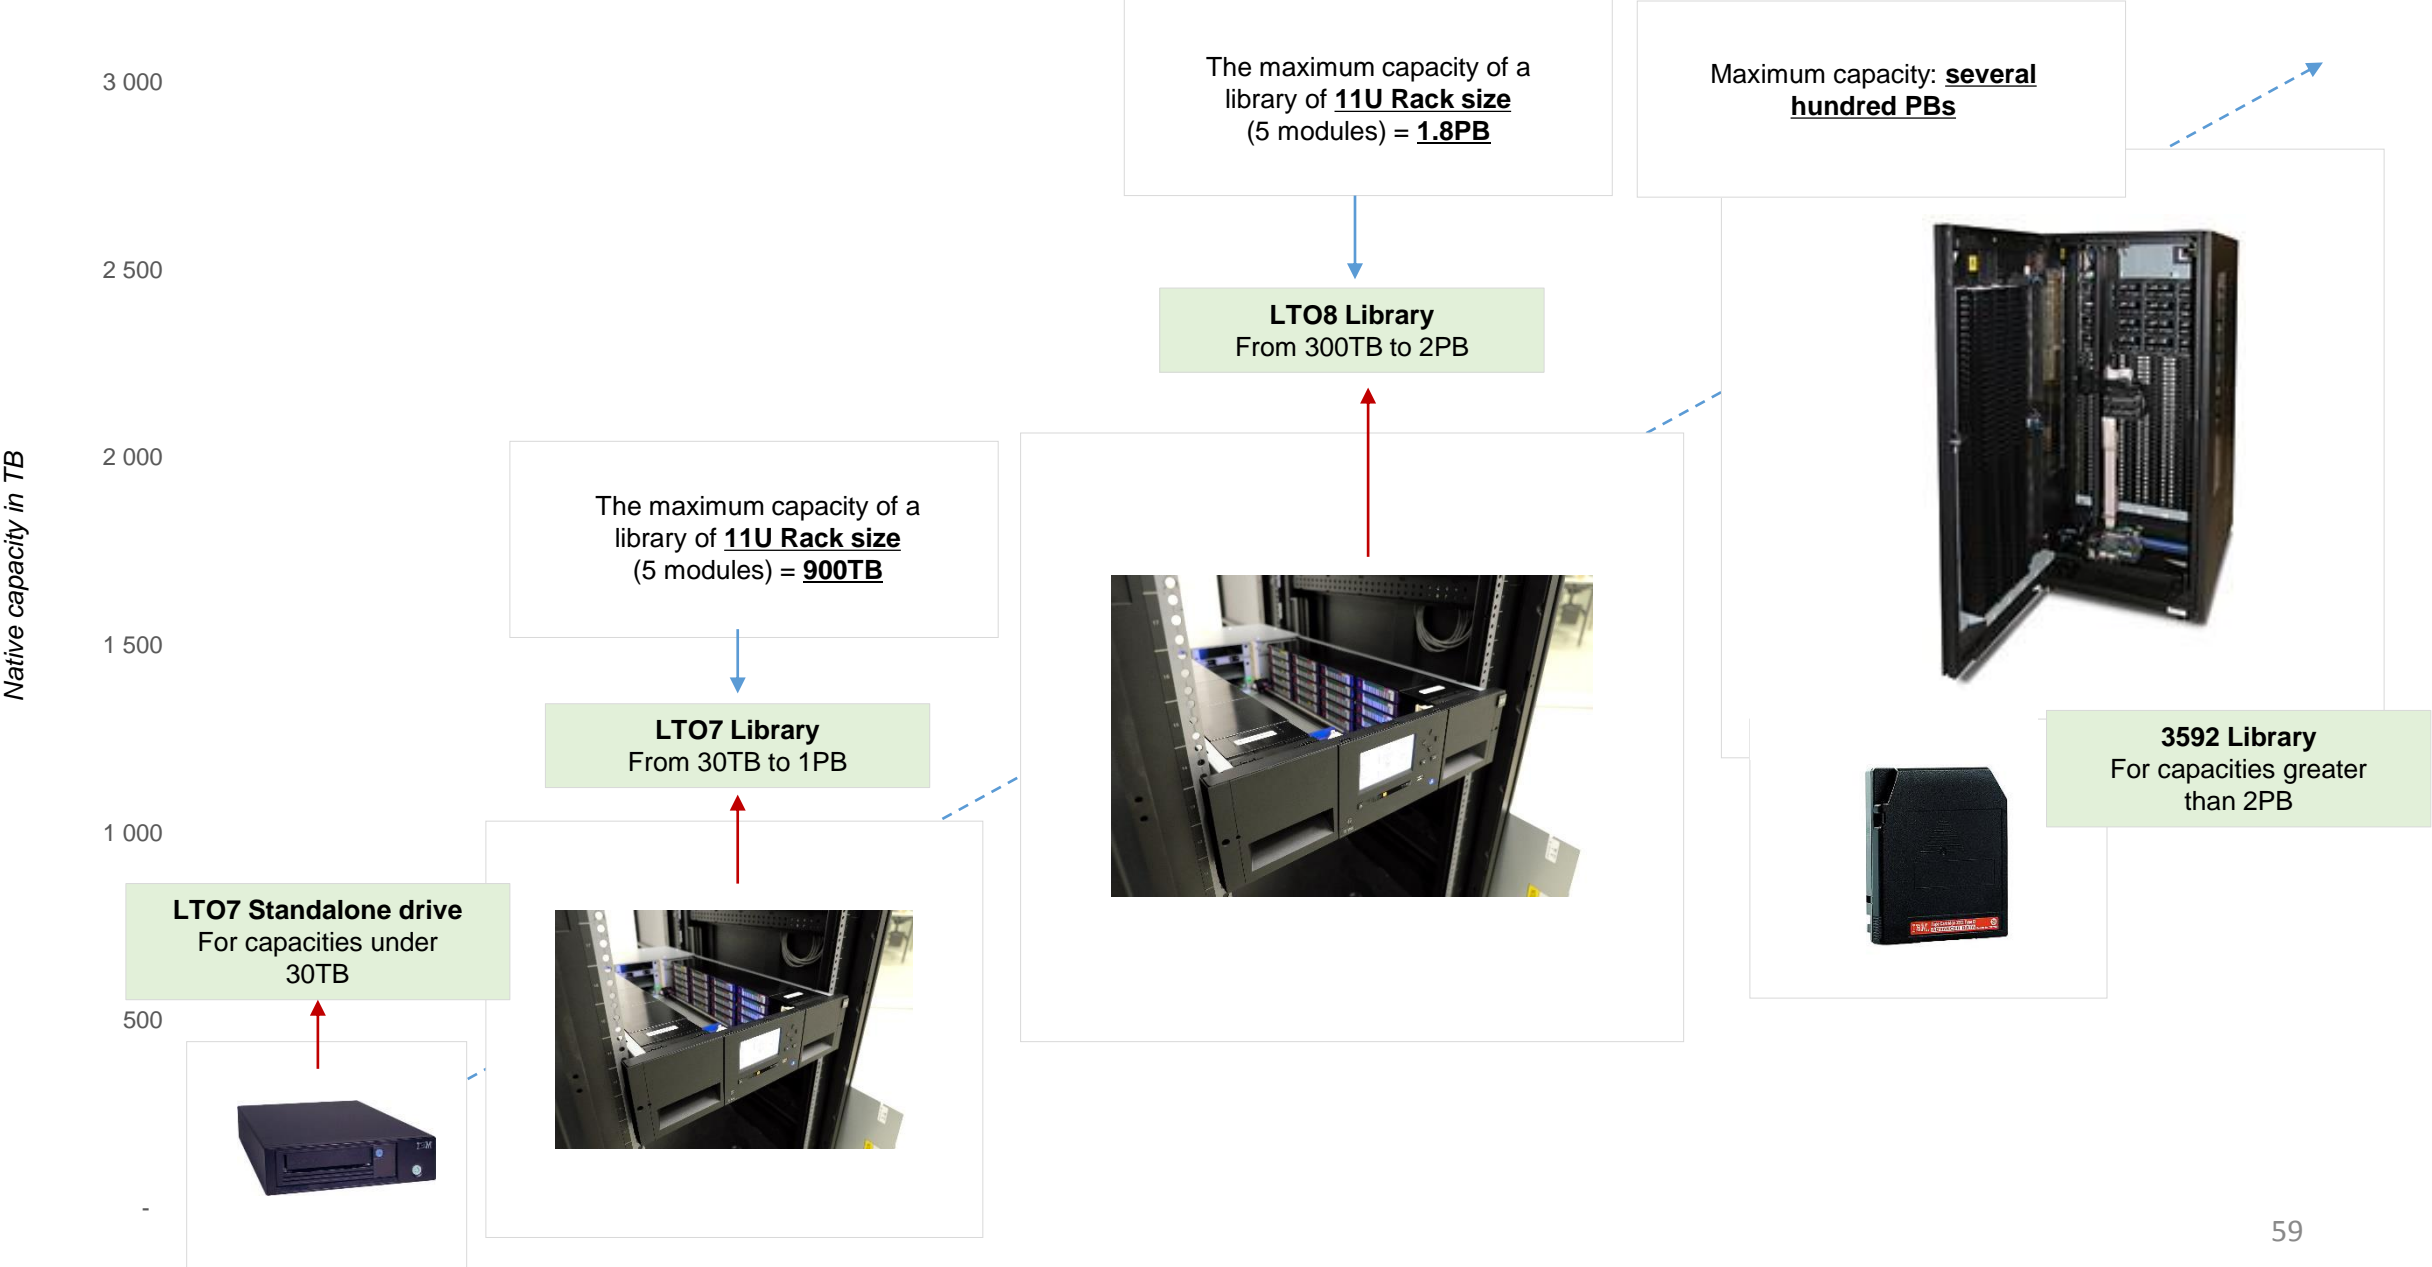 Native capacity in TB
3 000
2 500
2 000
1 500
1 000
500
-
LTO7 Standalone drive
For capacities under
30TB
IBM
The maximum capacity of a
library of 11U Rack size
(5 modules) = 900TB
LTO7 Library
From 30TB to 1PB
The maximum capacity of a
library of 11U Rack size
(5 modules) = 1.8PB
LTO8 Library
From 300TB to 2PB
Maximum capacity: several
hundred PBs
3592 Library
For capacities greater
than 2PB
IBM
59